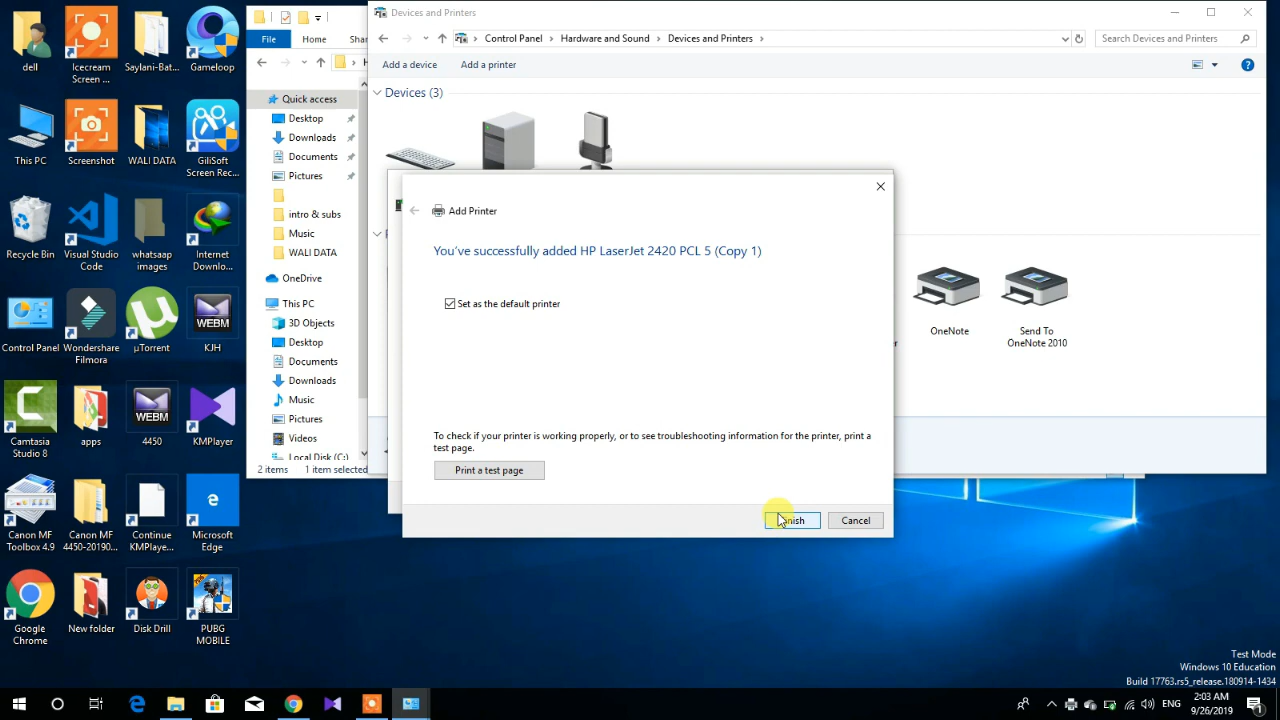 dell
Icecream
Screen ...
Saylani-Bat...
Gameloop
This PC
Screenshot
WALI DATA
GiliSoft
Screen Rec...
Recycle Bin
Visual Studio
Code
whatsaap
images
Internet
Downlo...
Control Panel
Wondershare
Filmora
µTorrent
WEBM
KJH
Camtasia
Studio 8
apps
WEBM
4450
KMPlayer
Canon MF
Toolbox 4.9
Canon MF
4450-20190...
Continue
KMPlaye...
Microsoft
Edge
Google
Chrome
New folder
Disk Drill
PUBG
MOBILE
File
Home
Sha
Quick access
Desktop
Downloads
Documents
Pictures
intro & subs
Music
WALI DATA
OneDrive
This PC
3D Objects
Desktop
Documents
Downloads
Music
Pictures
Videos
Local Disk (C:)
2 items
1 item selected
Devices and Printers
Control Panel
Hardware and Sound
Devices and Printers
Search Devices and Printers
Add a device
Add a printer
Devices (3)
OneNote
Send To
OneNote 2010
Add Printer
You've successfully added HP LaserJet 2420 PCL 5 (Copy 1)
Set as the default printer
To check if your printer is working properly, or to see troubleshooting information for the printer, print a
test page.
Print a test page
Finish
Cancel
Test Mode
Windows 10 Education
Build 17763.rs5_release.180914-1434
ENG
2:03 AM
9/26/2019
1